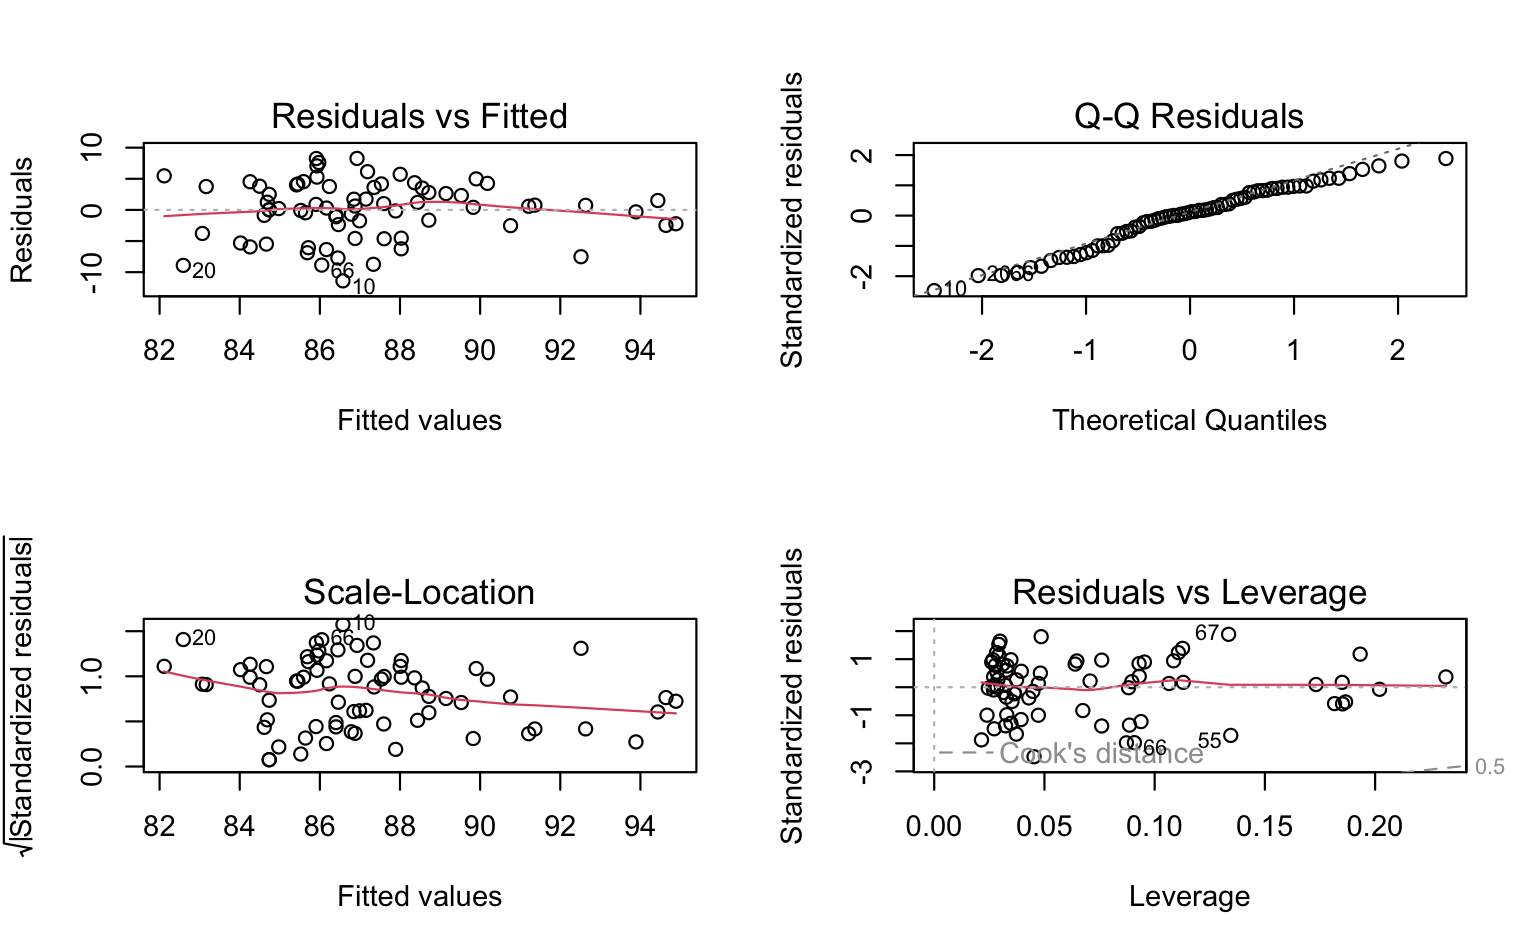 Residuals vs Fitted
Residuals
10
0
-10
20
66
10
82 84 86 88 90 92 94
Fitted values
Q-Q Residuals
Standardized residuals
2
0
-2
10
-2 -1 0 1 2
Theoretical Quantiles
Scale-Location
√|Standardized residuals|
1.0
0.0
20
66
10
82 84 86 88 90 92 94
Fitted values
Residuals vs Leverage
Standardized residuals
1
-1
-3
67
55
66
Cook's distance
0.5
0.00 0.05 0.10 0.15 0.20
Leverage